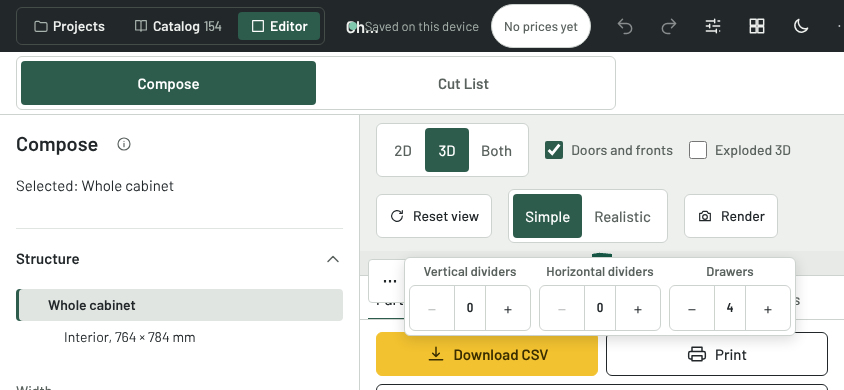 Projects
Catalog 154
Editor
Saved on this device
No prices yet
Compose
Cut List
Compose
Selected: Whole cabinet
Structure
Whole cabinet
Interior, 764 × 784 mm
Width
2D
3D
Both
Doors and fronts
Exploded 3D
Reset view
Simple
Realistic
Render
...
Vertical dividers
Horizontal dividers
Drawers
− 0 +
− 0 +
− 4 +
Download CSV
Print